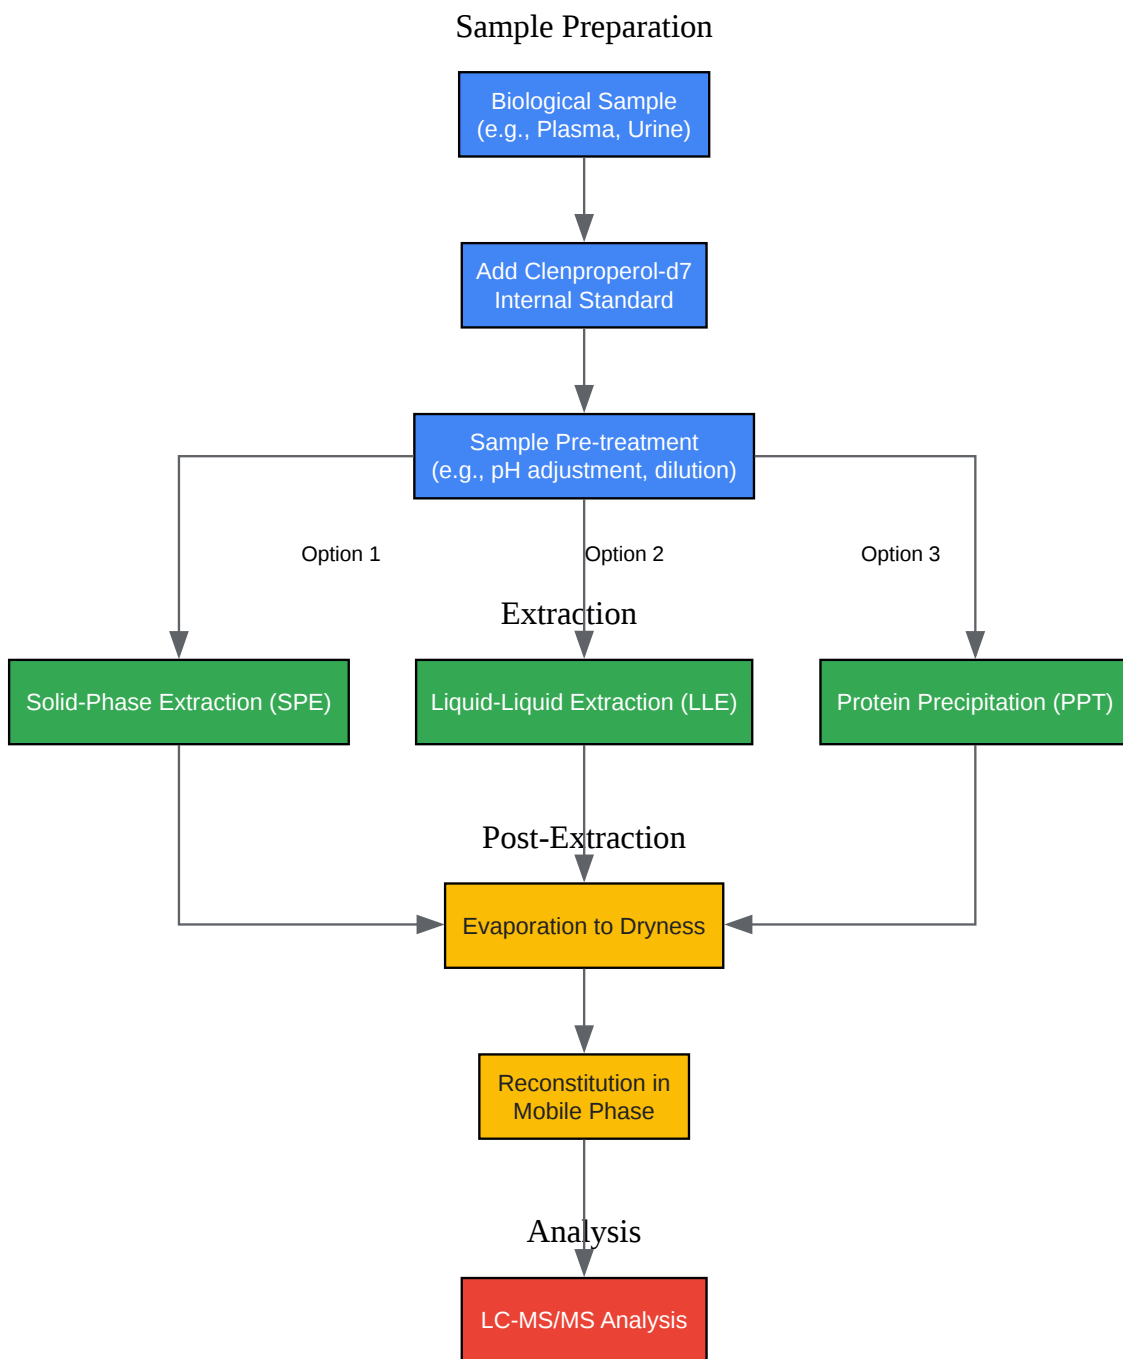 Sample Preparation
Biological Sample
(e.g., Plasma, Urine)
Add Clenproperol-d7
Internal Standard
Sample Pre-treatment
(e.g., pH adjustment, dilution)
Option 1
Option 2
Option 3
Extraction
Solid-Phase Extraction (SPE)
Liquid-Liquid Extraction (LLE)
Protein Precipitation (PPT)
Post-Extraction
Evaporation to Dryness
Reconstitution in
Mobile Phase
Analysis
LC-MS/MS Analysis